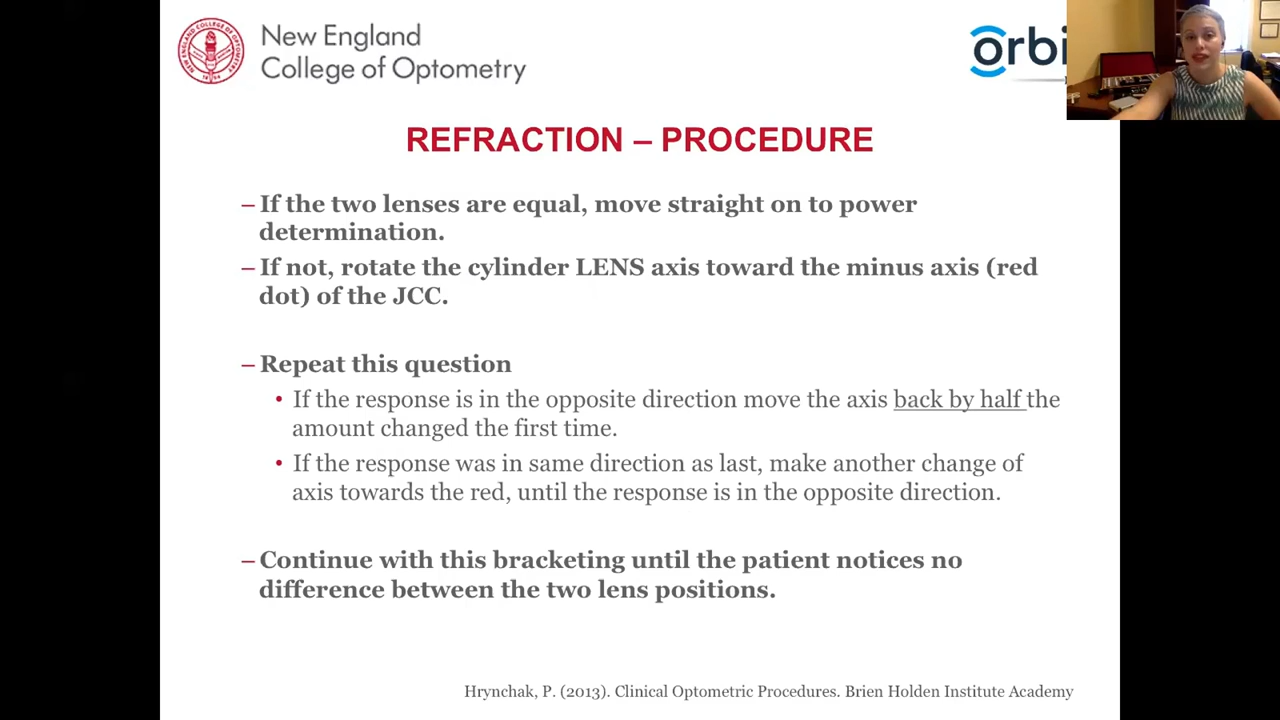 New England
College of Optometry
orbi
REFRACTION – PROCEDURE
– If the two lenses are equal, move straight on to power
determination.
– If not, rotate the cylinder LENS axis toward the minus axis (red
dot) of the JCC.
– Repeat this question
• If the response is in the opposite direction move the axis back by half the
amount changed the first time.
• If the response was in same direction as last, make another change of
axis towards the red, until the response is in the opposite direction.
– Continue with this bracketing until the patient notices no
difference between the two lens positions.
Hrynchak, P. (2013). Clinical Optometric Procedures. Brien Holden Institute Academy